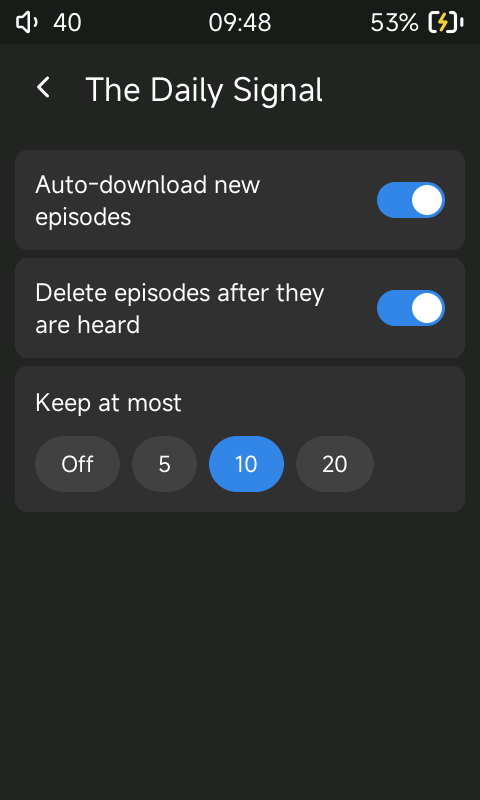 40
09:48
53%
The Daily Signal
Auto-download new
episodes
Delete episodes after they
are heard
Keep at most
Off
5
10
20